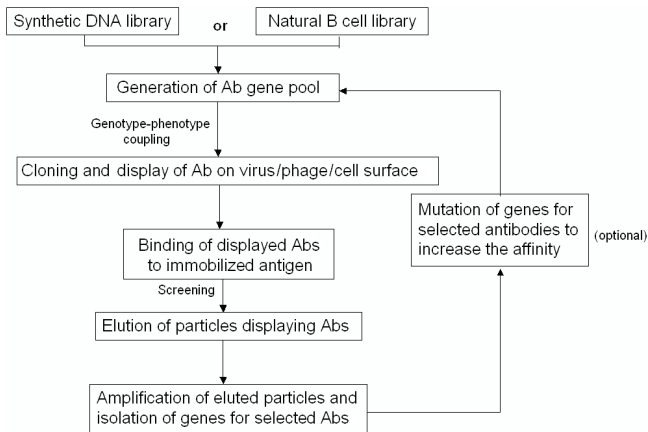 Synthetic DNA library
or
Natural B cell library
Generation of Ab gene pool
Genotype-phenotype
coupling
Cloning and display of Ab on virus/phage/cell surface
Mutation of genes for
selected antibodies to
increase the affinity
(optional)
Binding of displayed Abs
to immobilized antigen
Screening
Elution of particles displaying Abs
Amplification of eluted particles and
isolation of genes for selected Abs